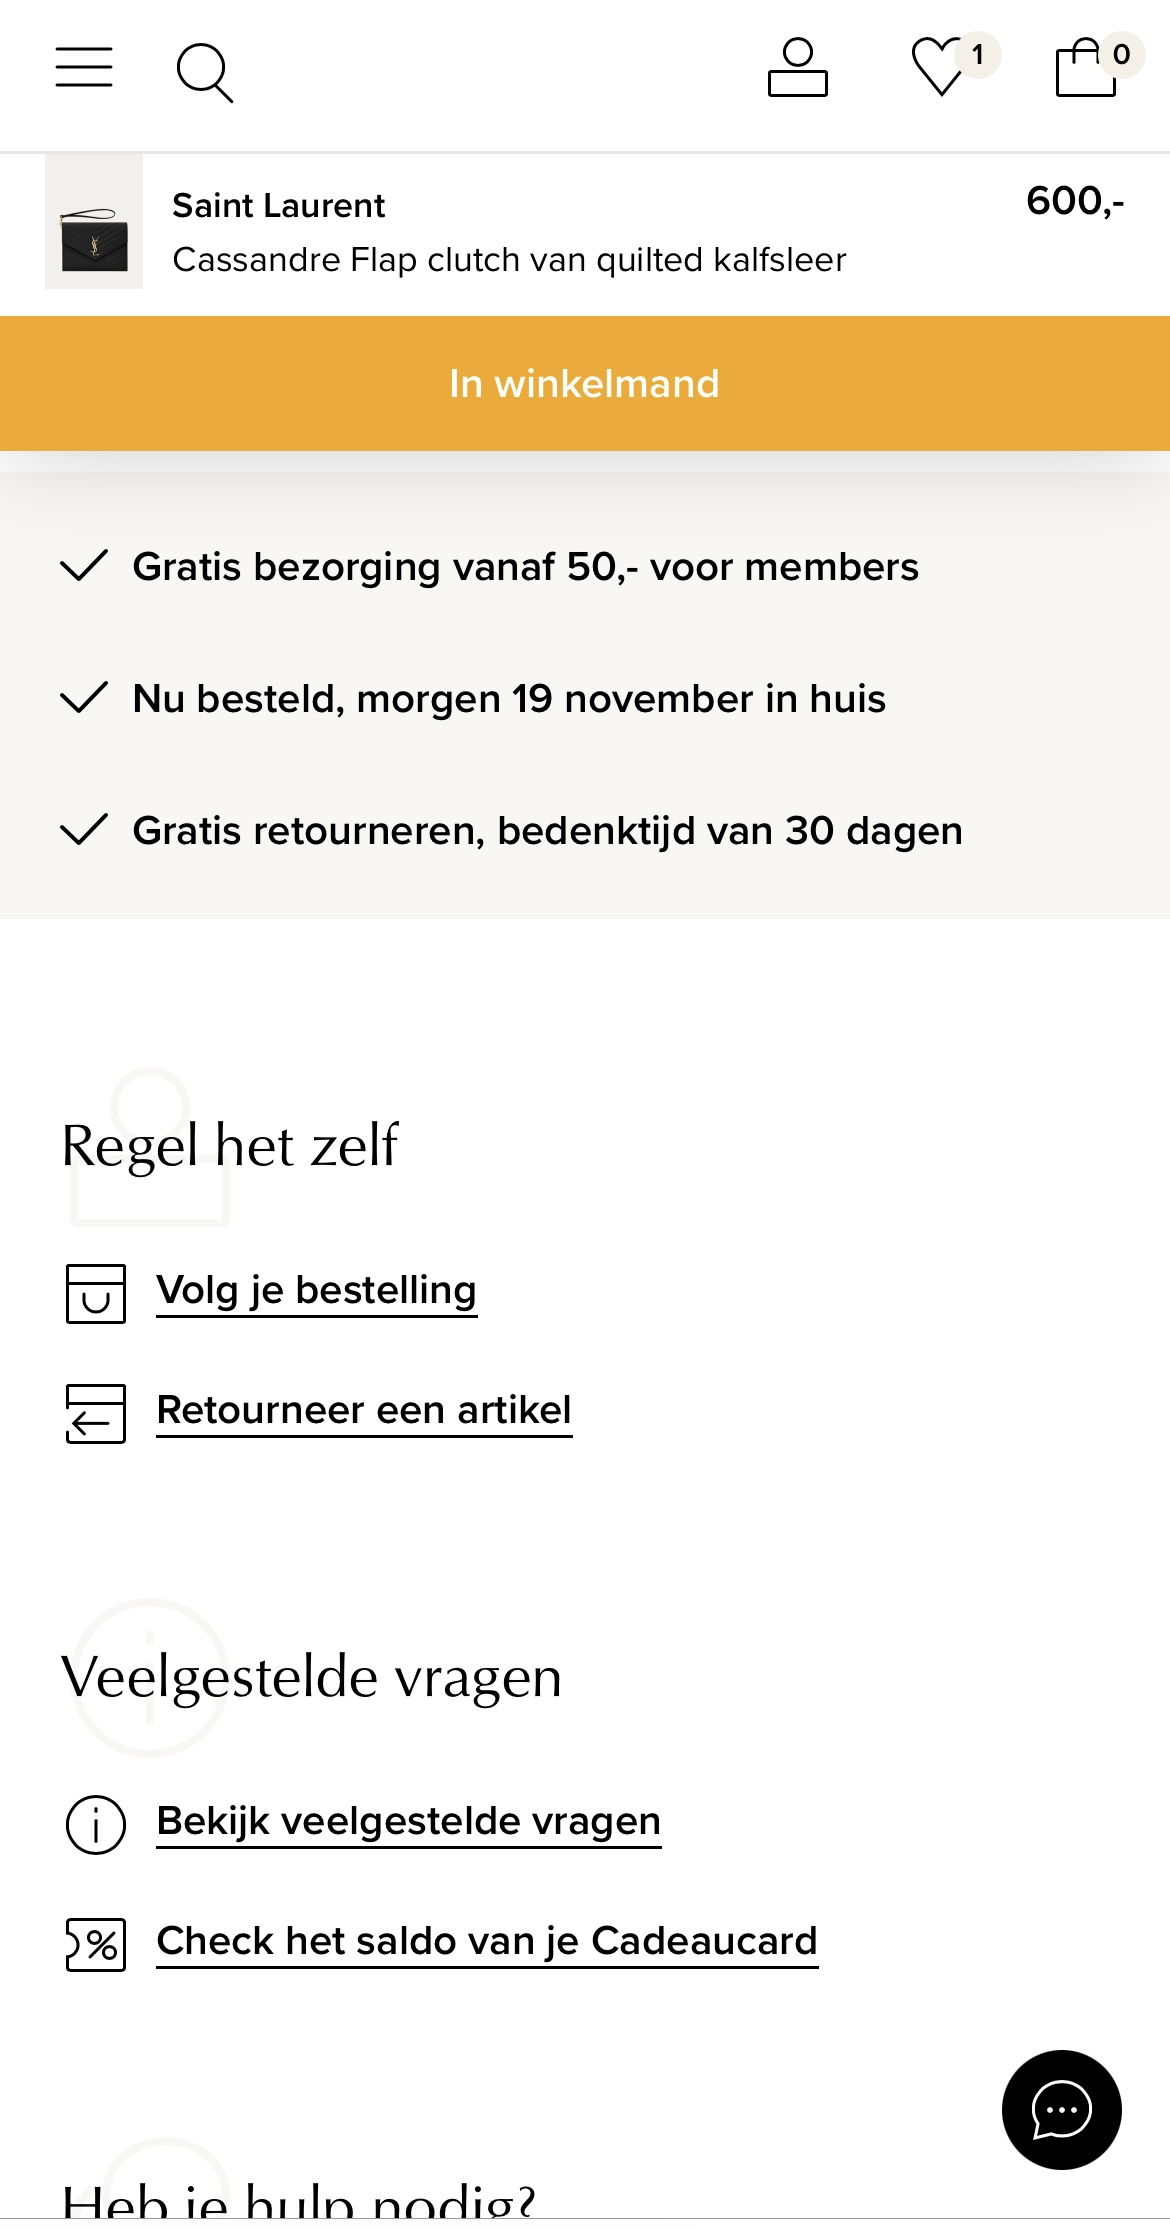 1
0
Saint Laurent
600,-
Cassandre Flap clutch van quilted kalfsleer
In winkelmand
Gratis bezorging vanaf 50,- voor members
Nu besteld, morgen 19 november in huis
Gratis retourneren, bedenktijd van 30 dagen
Regel het zelf
Volg je bestelling
Retourneer een artikel
Veelgestelde vragen
Bekijk veelgestelde vragen
%
Check het saldo van je Cadeaucard
Heb je hulp nodig?